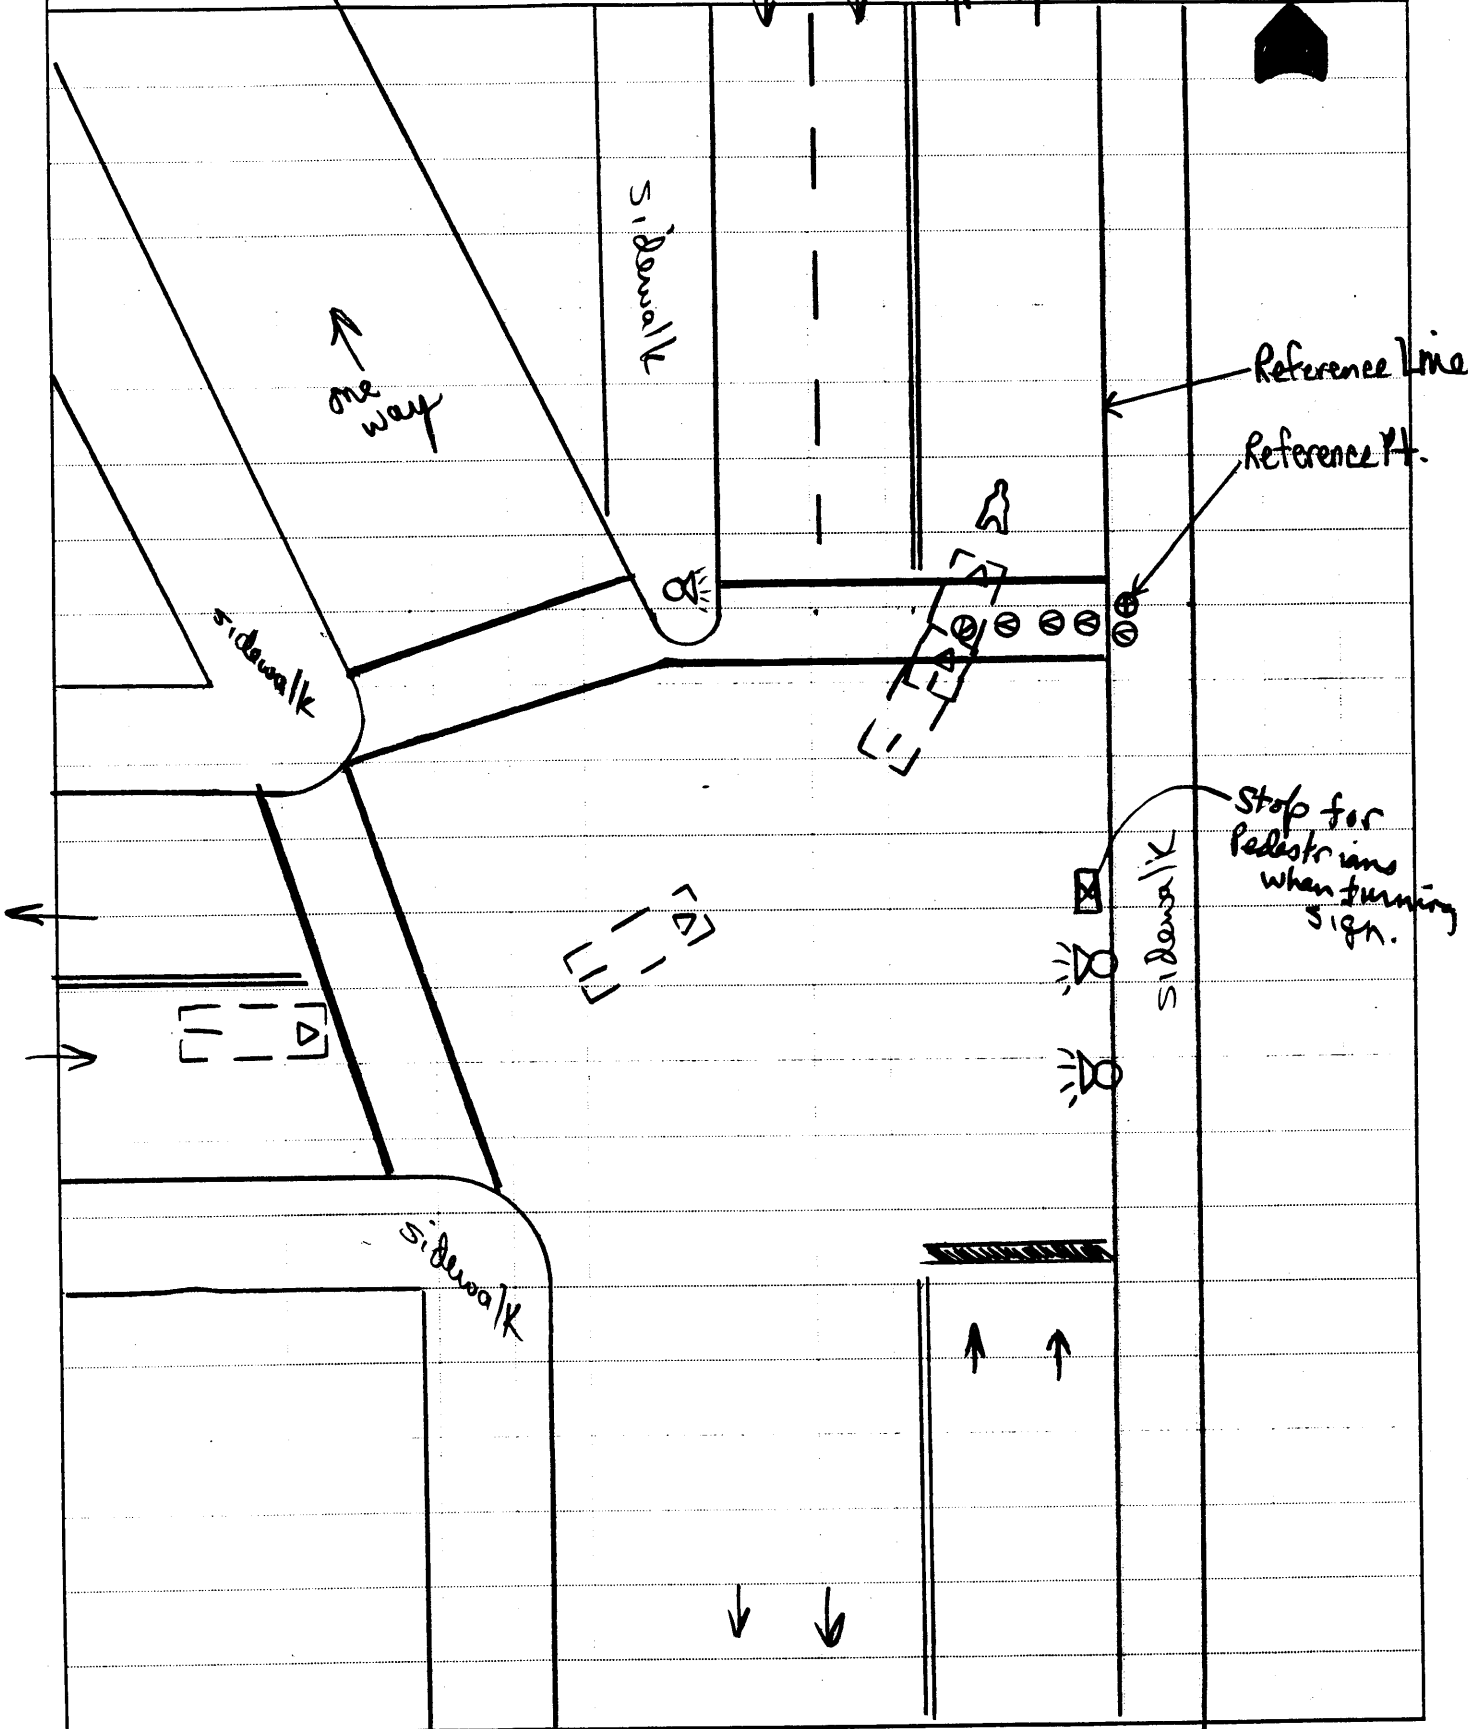 sidewalk
one
way
Reference Line
Reference Pt.
sidewalk
Stop for
Pedestrians
when turning
sign.
sidewalk
sidewalk